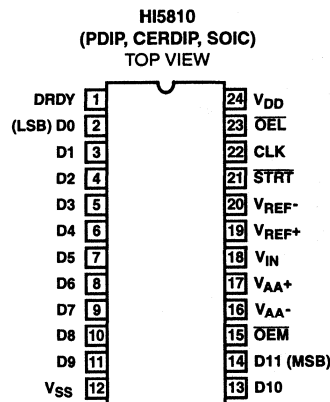 HI5810
(PDIP, CERDIP, SOIC)
TOP VIEW
DRDY 1 24 VDD
(LSB) D0 2 23 OEL
D1 3 22 CLK
D2 4 21 STRT
D3 5 20 VREF-
D4 6 19 VREF+
D5 7 18 VIN
D6 8 17 VAA+
D7 9 16 VAA-
D8 10 15 OEM
D9 11 14 D11 (MSB)
VSS 12 13 D10